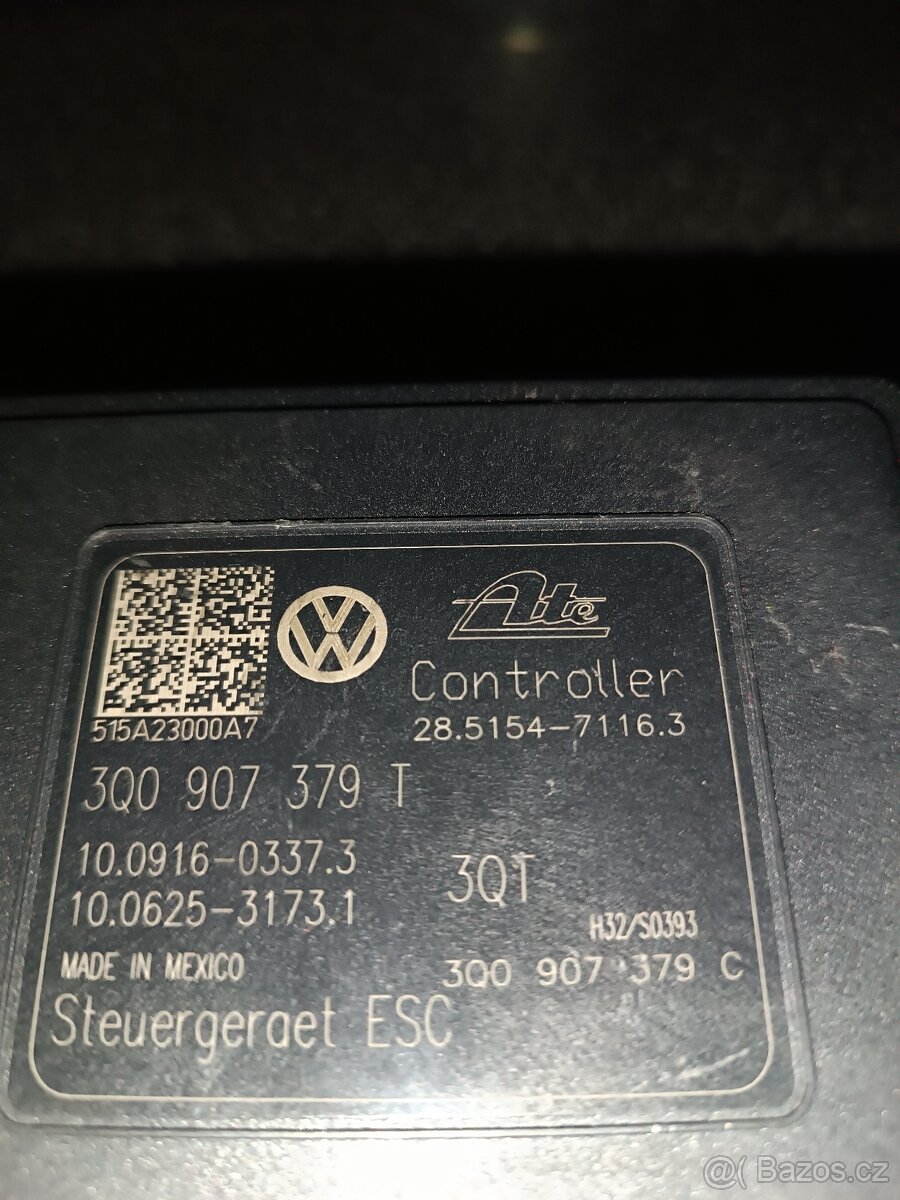 Ate
Controller
515A23000A7
28.5154-7116.3
3Q0 907 379 T
10.0916-0337.3
3QT
10.0625-3173.1
H32/S0393
MADE IN MEXICO
3Q0 907 379 C
Steuergeraet ESC
@( Bazos.cz